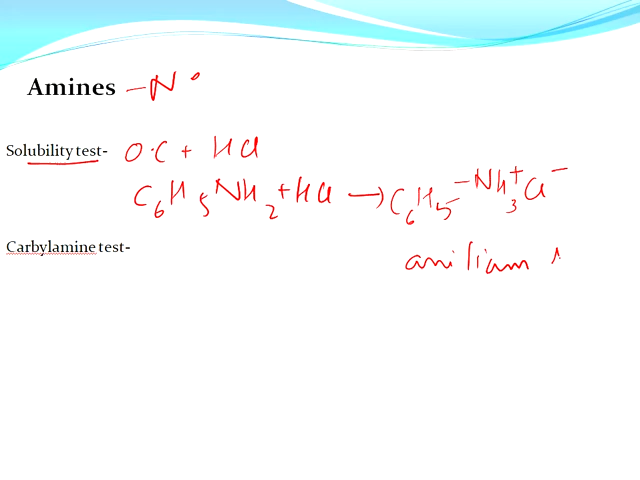 Amines -N
Solubility test- O.C + HCl
C6H5NH2 + HCl → C6H5-NH3+Cl-
Carbylamine test-
anilium